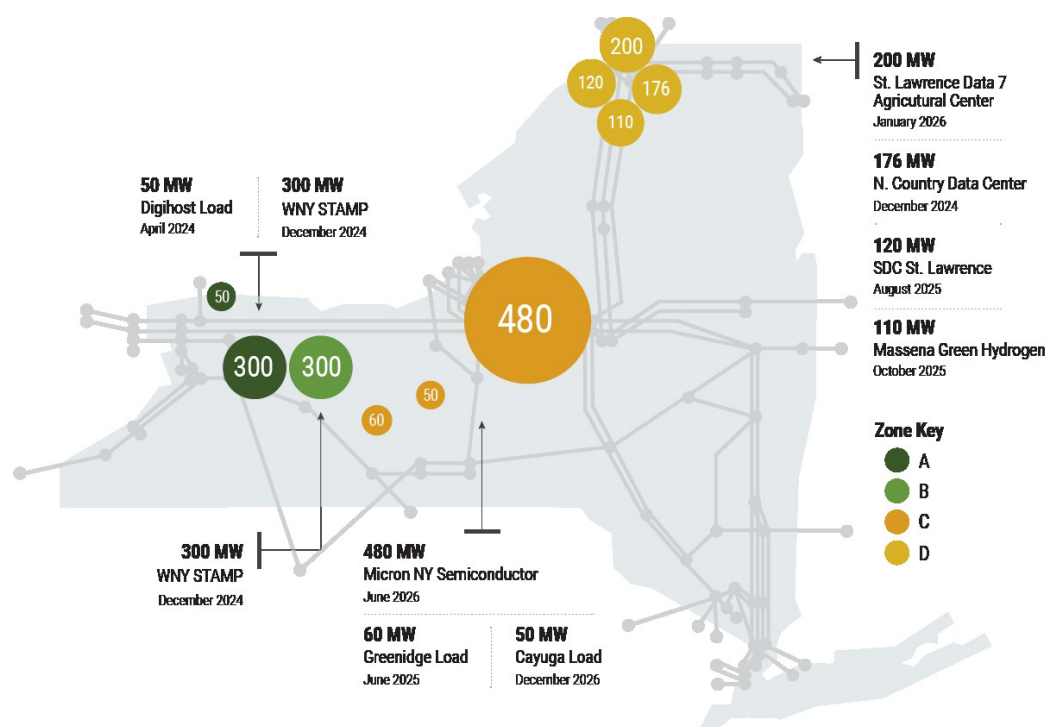 200
120
176
110
200 MW
St. Lawrence Data 7
Agricutural Center
January 2026
176 MW
N. Country Data Center
December 2024
120 MW
SDC St. Lawrence
August 2025
110 MW
Massena Green Hydrogen
October 2025
50 MW
Digihost Load
April 2024
300 MW
WNY STAMP
December 2024
50
300
300
480
50
60
Zone Key
A
B
C
D
300 MW
WNY STAMP
December 2024
480 MW
Micron NY Semiconductor
June 2026
60 MW
Greenidge Load
June 2025
50 MW
Cayuga Load
December 2026